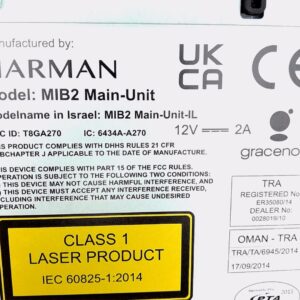 nufactured by:
HARMAN
odel: MIB2 Main-Unit
odelname in Israel: MIB2 Main-Unit-IL
C ID: T8GA270 IC: 6434A-A270
12V 2A
UK
CA
CE
graceno
THIS PRODUCT COMPLIES WITH DHHS RULES 21 CFR
BCHAPTER J APPLICABLE TO THE DATE OF MANUFACTURE.
S DEVICE COMPLIES WITH PART 15 OF THE FCC RULES.
PERATION IS SUBJECT TO THE FOLLOWING TWO CONDITIONS:
THIS DEVICE MAY NOT CAUSE HARMFUL INTERFERENCE, AND
THIS DEVICE MUST ACCEPT ANY INTERFERENCE RECEIVED,
CLUDING INTERFERENCE THAT MAY CAUSE UNDESIRED
OPERATION.
CLASS 1
LASER PRODUCT
IEC 60825-1:2014
TRA
REGISTERED No
ER35080/14
DEALER No:
0028019/10
OMAN - TRA
TRA/TA/6945/2014
17/09/2014
PTA